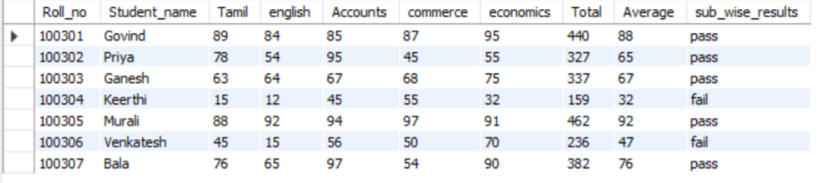 Roll_no Student_name Tamil english Accounts commerce economics Total Average sub_wise_results
100301 Govind 89 84 85 87 95 440 88 pass
100302 Priya 78 54 95 45 55 327 65 pass
100303 Ganesh 63 64 67 68 75 337 67 pass
100304 Keerthi 15 12 45 55 32 159 32 fail
100305 Murali 88 92 94 97 91 462 92 pass
100306 Venkatesh 45 15 56 50 70 236 47 fail
100307 Bala 76 65 97 54 90 382 76 pass